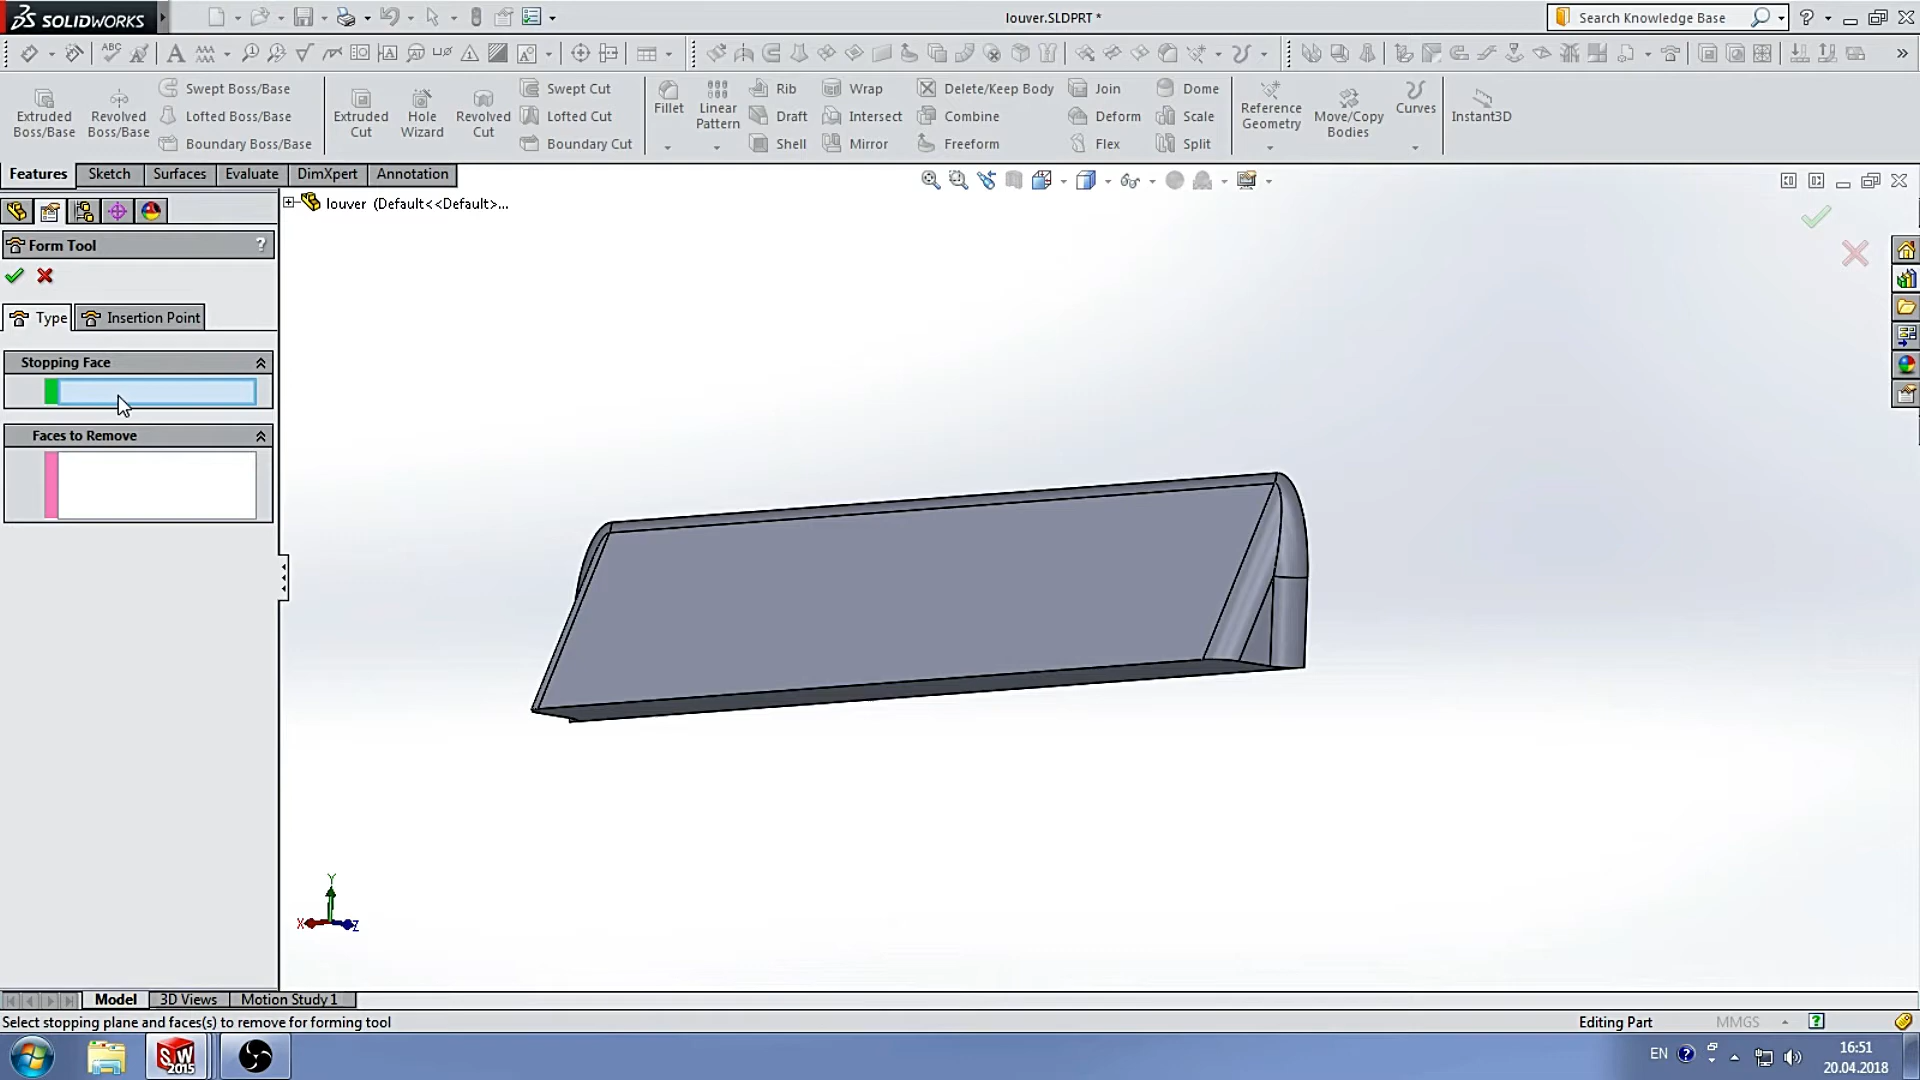 SOLIDWORKS
louver.SLDPRT *
Search Knowledge Base
Extruded Boss/Base
Revolved Boss/Base
Swept Boss/Base
Lofted Boss/Base
Boundary Boss/Base
Extruded Cut
Hole Wizard
Revolved Cut
Swept Cut
Lofted Cut
Boundary Cut
Fillet
Linear Pattern
Rib
Draft
Shell
Wrap
Intersect
Mirror
Delete/Keep Body
Combine
Freeform
Join
Deform
Flex
Dome
Scale
Split
Reference Geometry
Move/Copy Bodies
Curves
Instant3D
Features
Sketch
Surfaces
Evaluate
DimXpert
Annotation
louver (Default<<Default>...
Form Tool
?
Type
Insertion Point
Stopping Face
Faces to Remove
Y
X
Z
Model
3D Views
Motion Study 1
Select stopping plane and faces(s) to remove for forming tool
Editing Part
MMGS
SW 2015
EN
16:51
20.04.2018